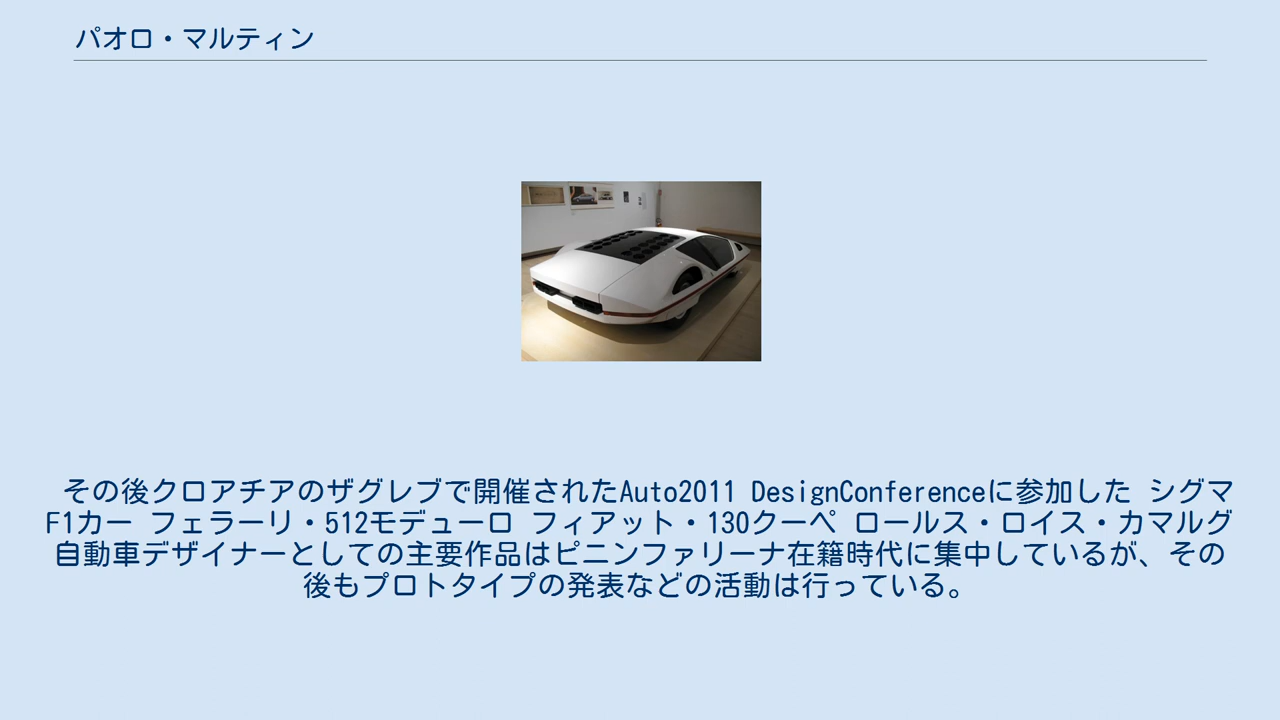 パオロ・マルティン
その後クロアチアのザグレブで開催されたAuto2011 DesignConferenceに参加した シグマ
F1カー フェラーリ・512モデューロ フィアット・130クーペ ロールス・ロイス・カマルグ
自動車デザイナーとしての主要作品はピニンファリーナ在籍時代に集中しているが、その
後もプロトタイプの発表などの活動は行っている。